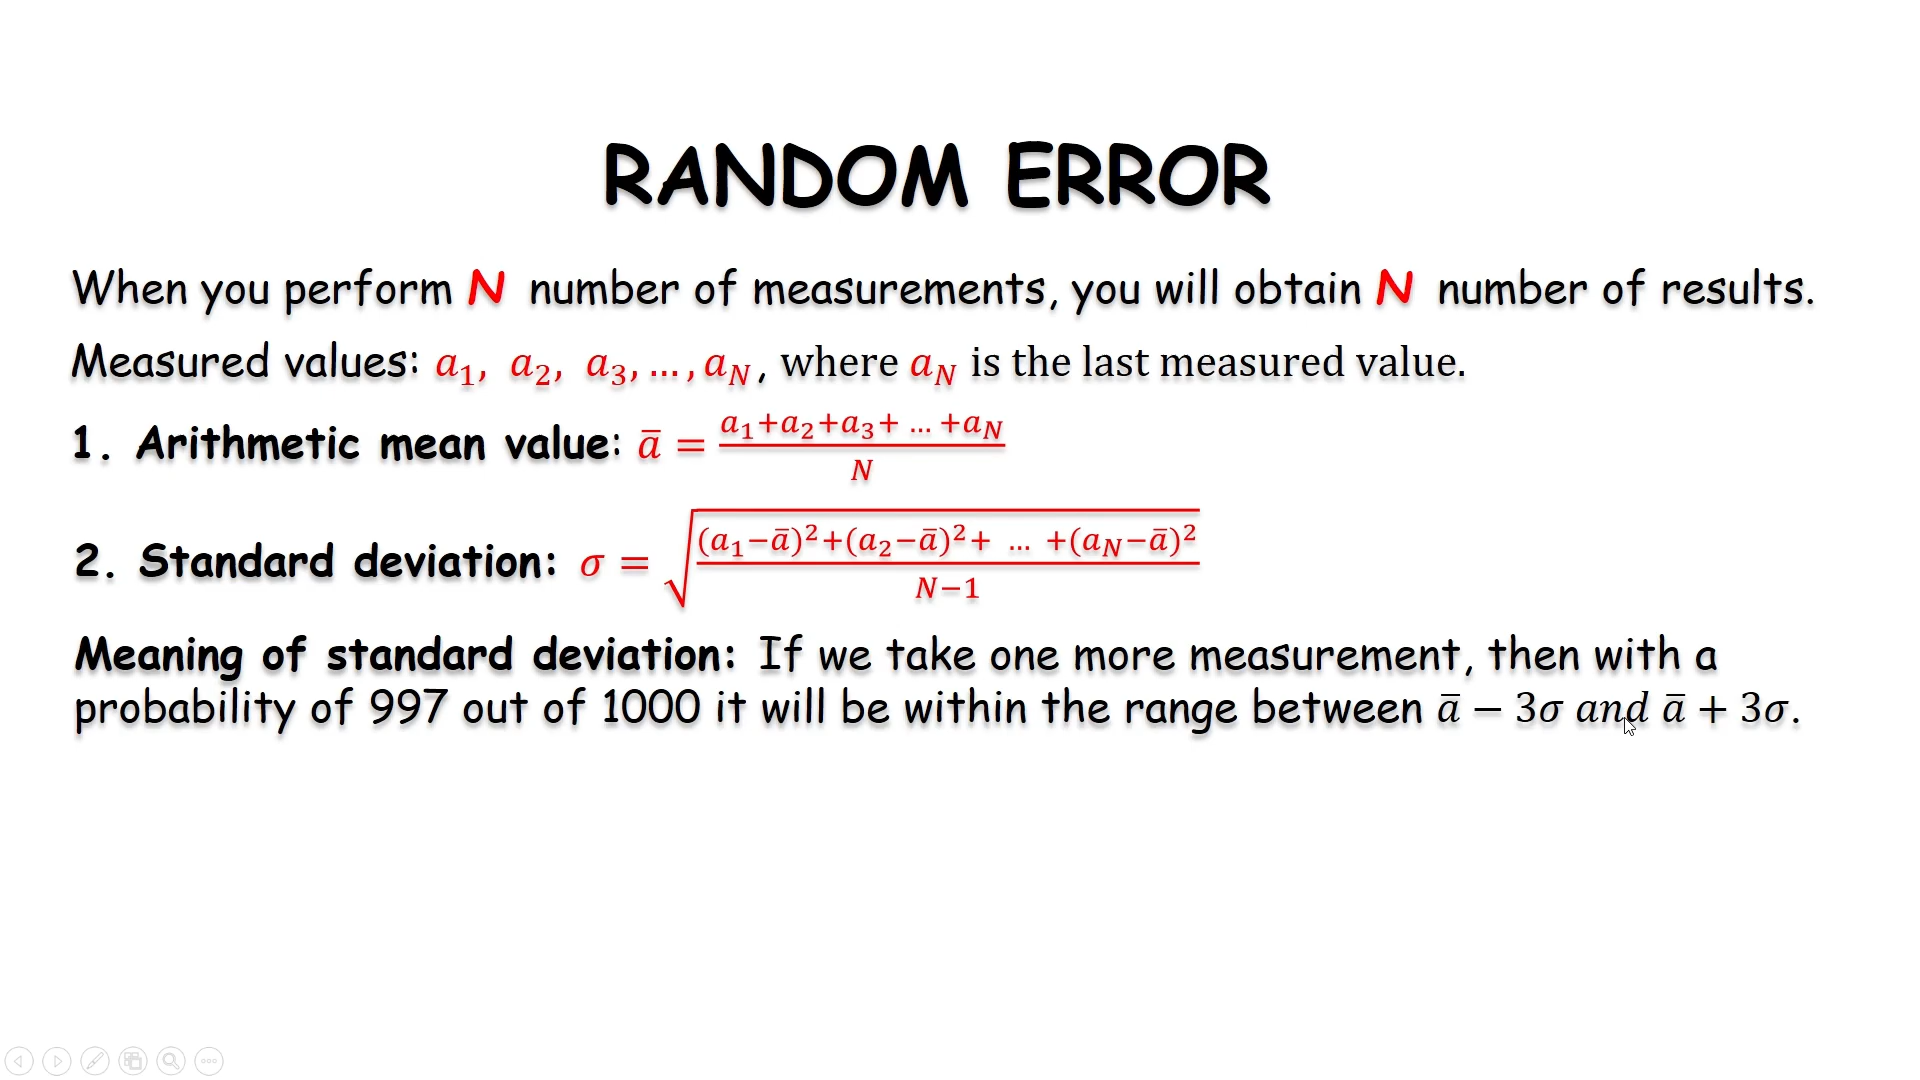 RANDOM ERROR
When you perform N number of measurements, you will obtain N number of results.
Measured values: a₁, a₂, a₃, … , a_N, where a_N is the last measured value.
1. Arithmetic mean value: ā = (a₁+a₂+a₃+ … +a_N)/N
2. Standard deviation: σ = √(((a₁−ā)²+(a₂−ā)²+ … +(a_N−ā)²)/(N−1))
Meaning of standard deviation: If we take one more measurement, then with a
probability of 997 out of 1000 it will be within the range between ā − 3σ and ā + 3σ.